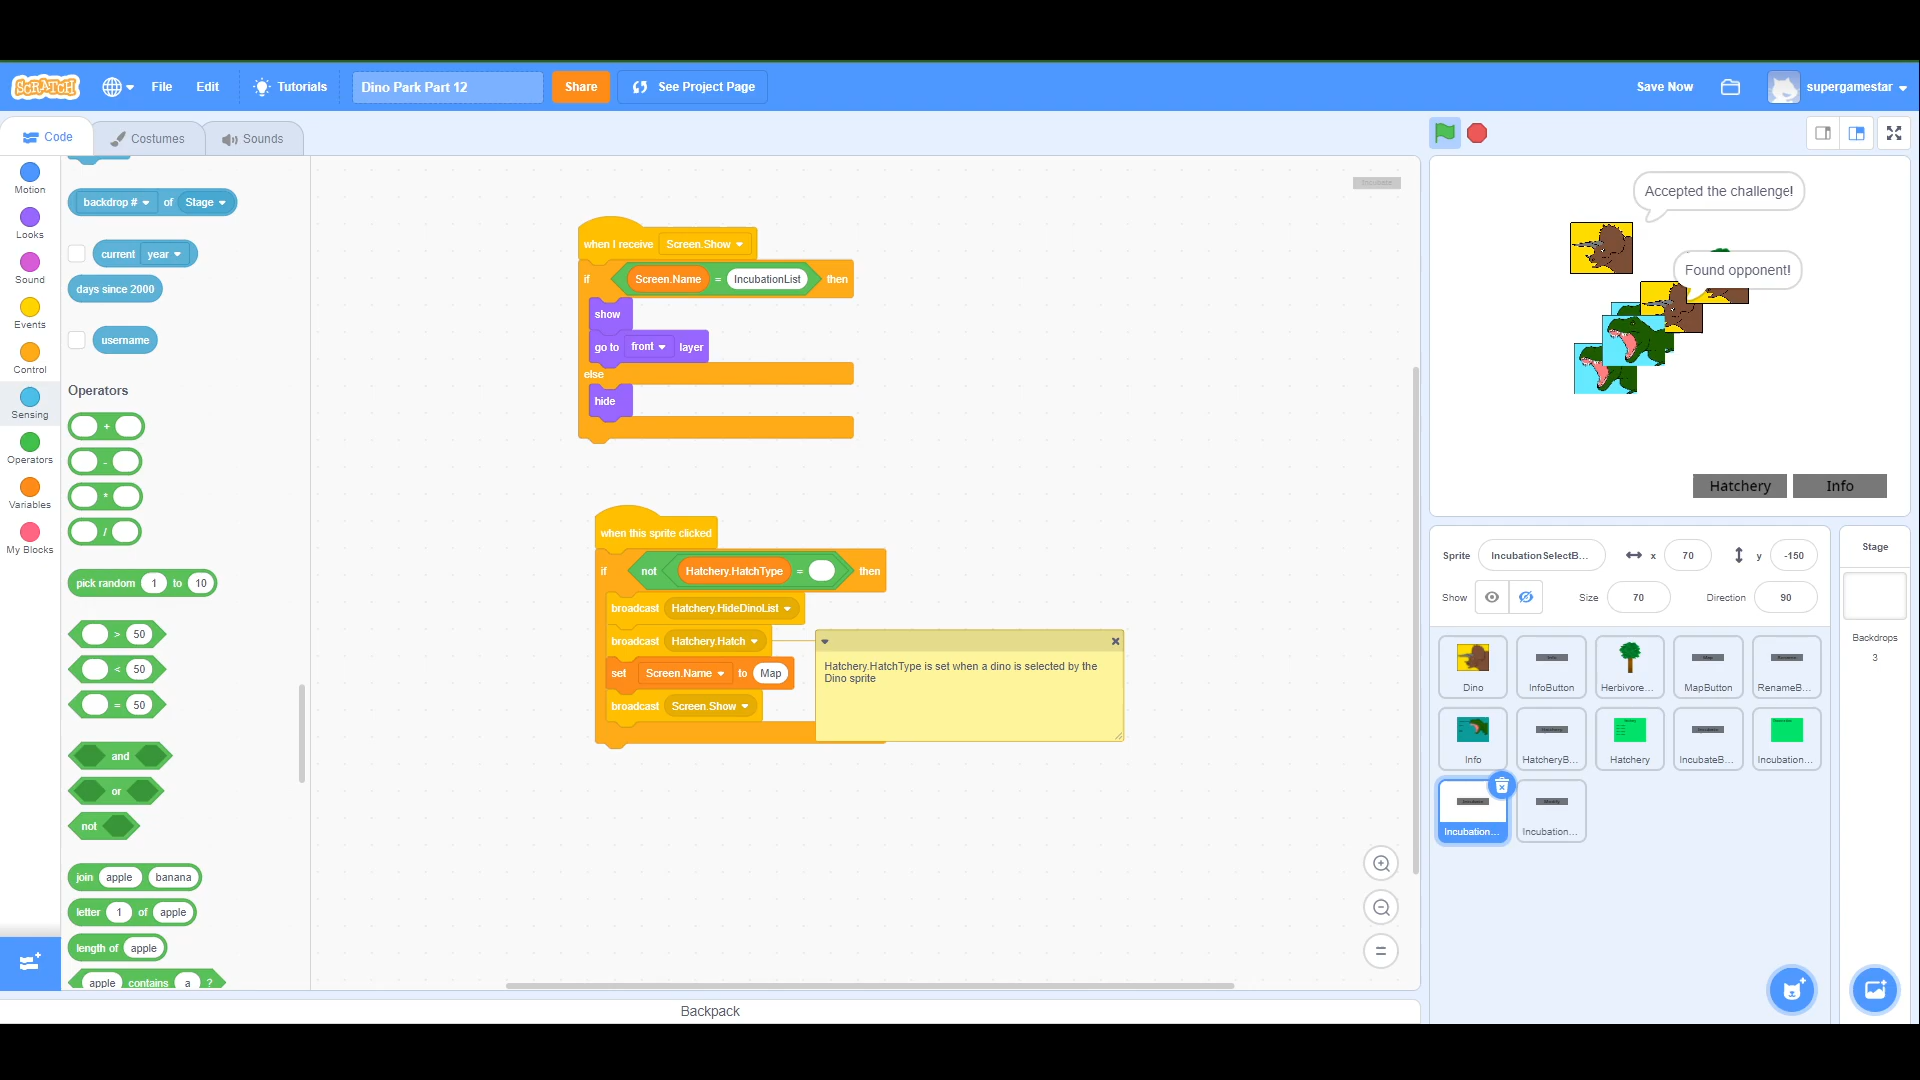 SCRATCH
File
Edit
Tutorials
Dino Park Part 12
Share
See Project Page
Save Now
supergamestar
Code
Costumes
Sounds
Motion
Looks
Sound
Events
Control
Sensing
Operators
Variables
My Blocks
backdrop # of Stage
current year
days since 2000
username
Operators
+
-
*
/
pick random 1 to 10
> 50
< 50
= 50
and
or
not
join apple banana
letter 1 of apple
length of apple
apple contains a ?
when I receive Screen.Show
if Screen.Name = IncubationList then
show
go to front layer
else
hide
when this sprite clicked
if not Hatchery.HatchType = then
broadcast Hatchery.HideDinoList
broadcast Hatchery.Hatch
set Screen.Name to Map
broadcast Screen.Show
Hatchery.HatchType is set when a dino is selected by the
Dino sprite
Incubate
Backpack
Accepted the challenge!
Found opponent!
Hatchery
Info
Sprite IncubationSelectB... x 70 y -150
Show Size 70 Direction 90
Dino
InfoButton
Herbivore...
MapButton
RenameB...
Info
HatcheryB...
Hatchery
IncubateB...
Incubation...
Incubation...
Incubation...
Stage
Backdrops
3